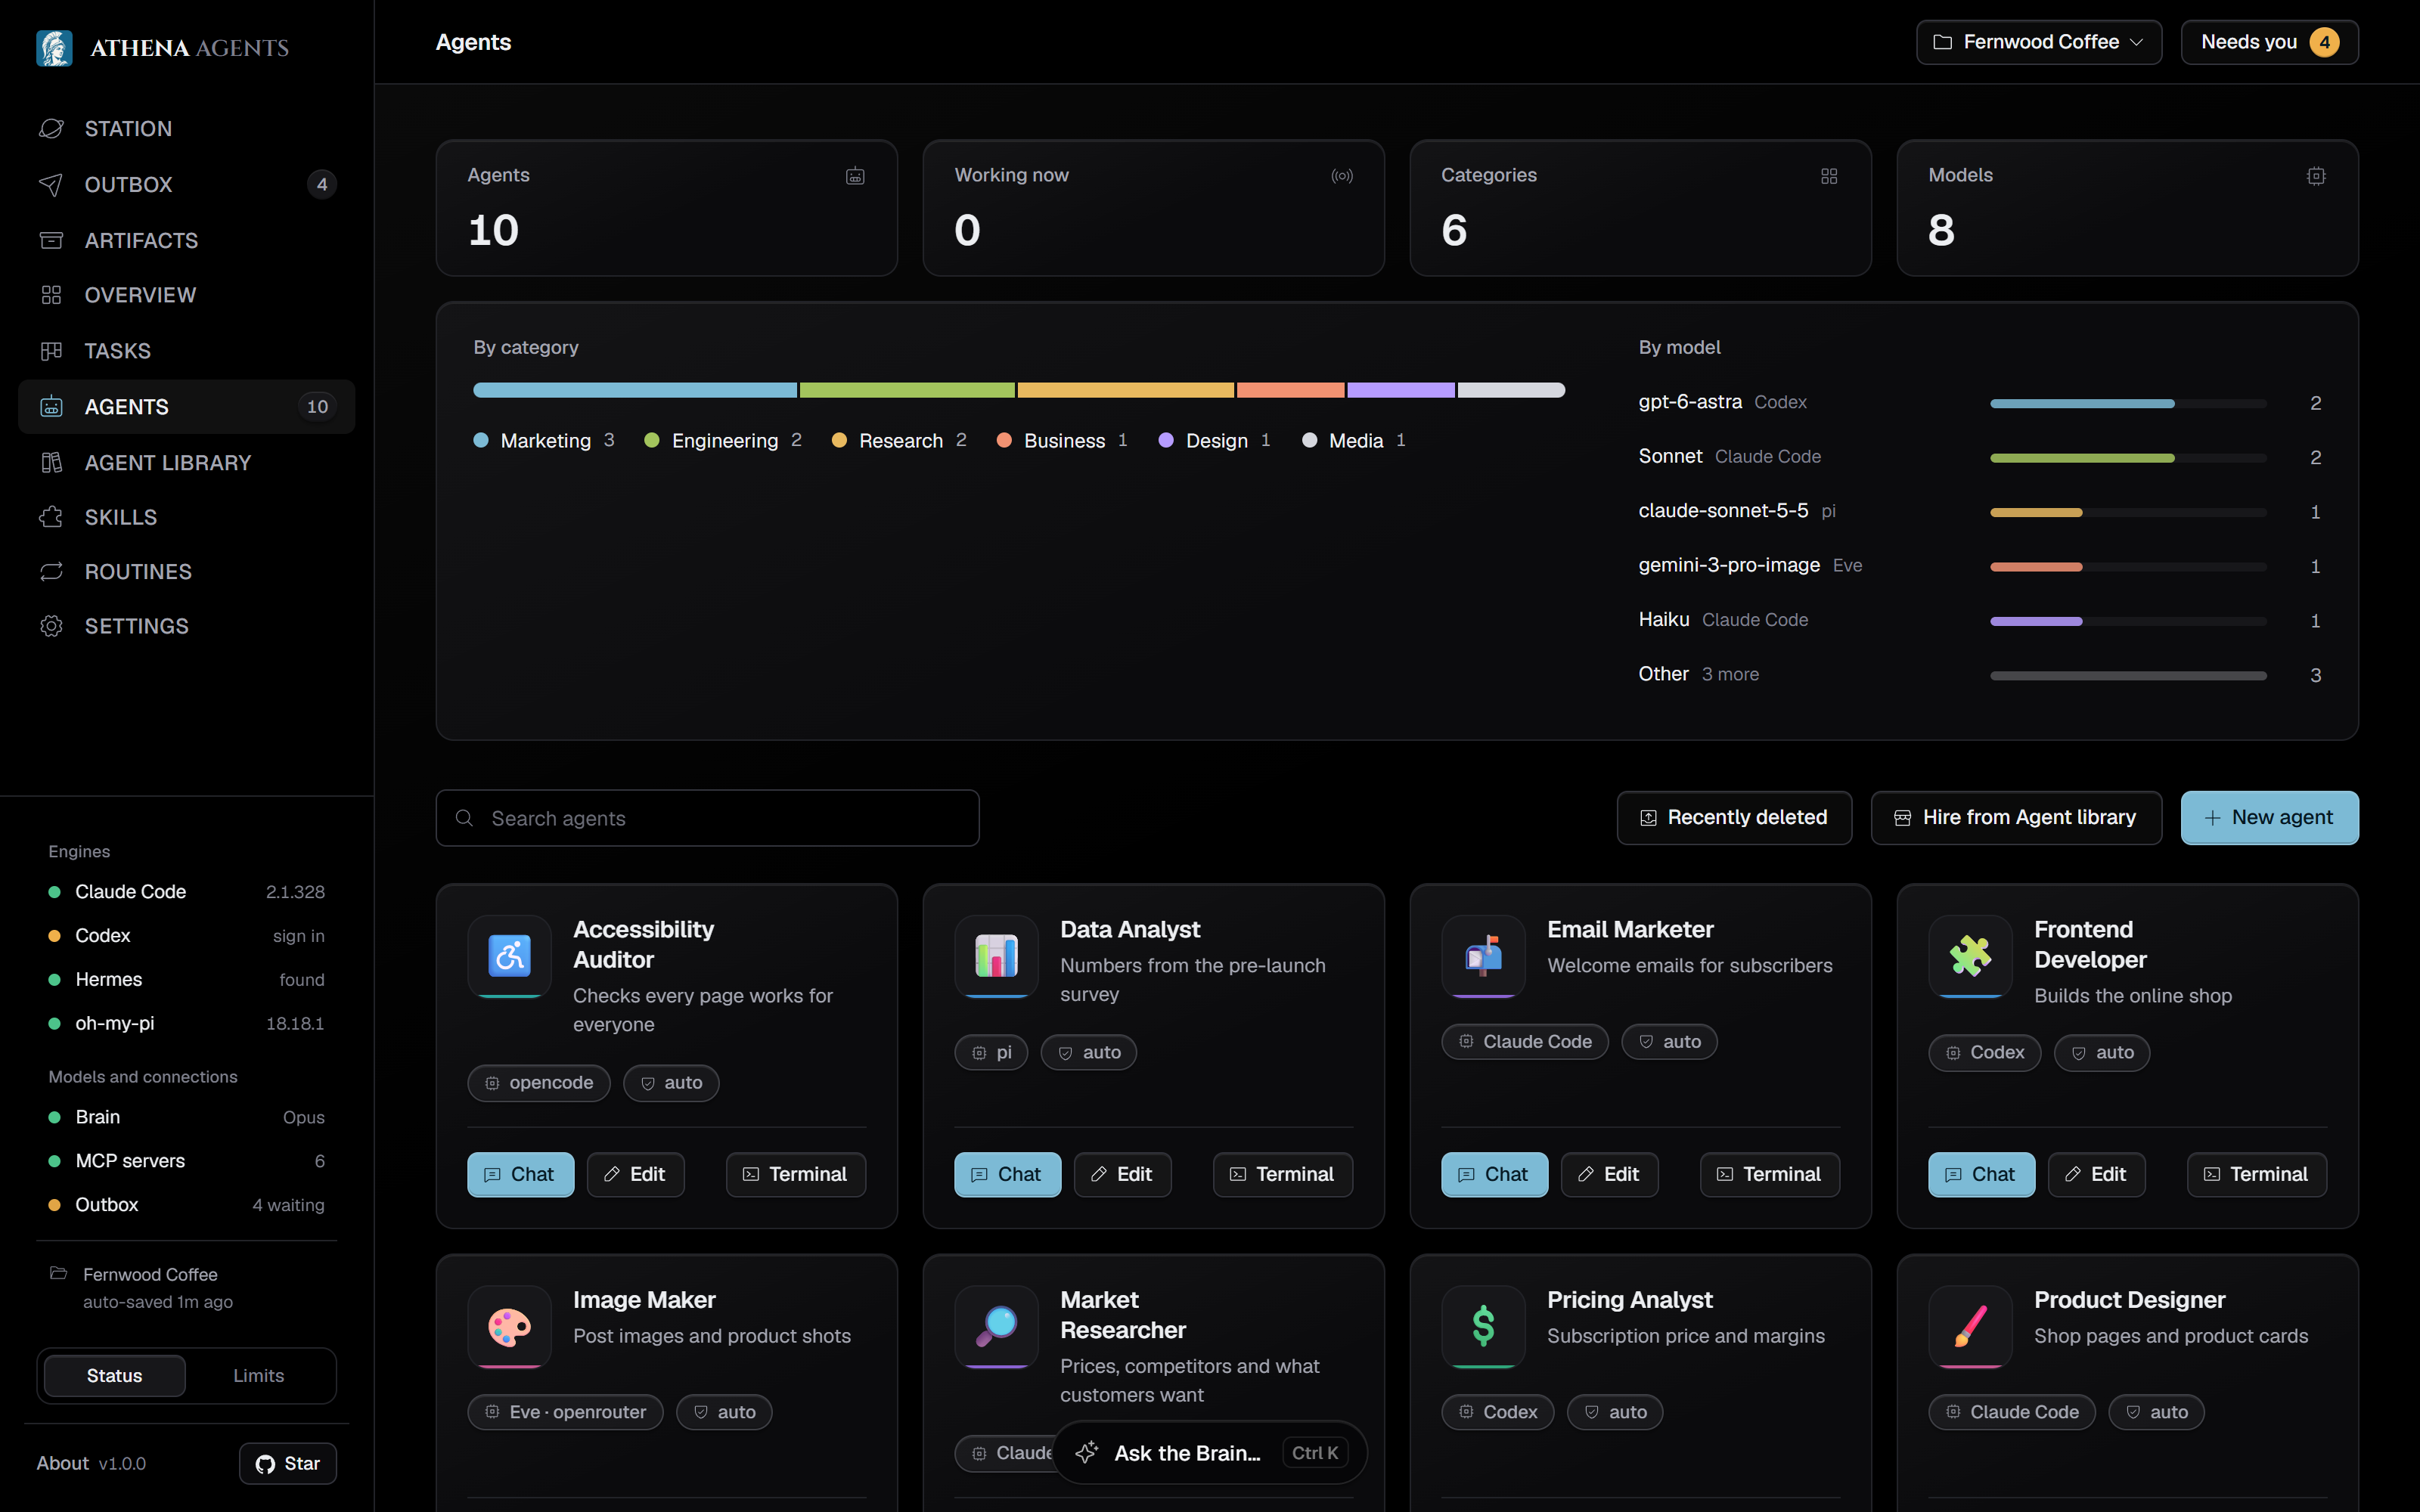 ATHENA AGENTS
STATION
OUTBOX 4
ARTIFACTS
OVERVIEW
TASKS
AGENTS 10
AGENT LIBRARY
SKILLS
ROUTINES
SETTINGS
Engines
Claude Code 2.1.328
Codex sign in
Hermes found
oh-my-pi 18.18.1
Models and connections
Brain Opus
MCP servers 6
Outbox 4 waiting
Fernwood Coffee
auto-saved 1m ago
Status Limits
About v1.0.0 Star
Agents
Fernwood Coffee
Needs you 4
Agents
10
Working now
0
Categories
6
Models
8
By category
Marketing 3 Engineering 2 Research 2 Business 1 Design 1 Media 1
By model
gpt-6-astra Codex 2
Sonnet Claude Code 2
claude-sonnet-5-5 pi 1
gemini-3-pro-image Eve 1
Haiku Claude Code 1
Other 3 more 3
Search agents
Recently deleted
Hire from Agent library
New agent
Accessibility
Auditor
Checks every page works for
everyone
opencode auto
Chat Edit Terminal
Data Analyst
Numbers from the pre-launch
survey
pi auto
Chat Edit Terminal
Email Marketer
Welcome emails for subscribers
Claude Code auto
Chat Edit Terminal
Frontend
Developer
Builds the online shop
Codex auto
Chat Edit Terminal
Image Maker
Post images and product shots
Eve · openrouter auto
Market
Researcher
Prices, competitors and what
customers want
Claude
Pricing Analyst
Subscription price and margins
Codex auto
Product Designer
Shop pages and product cards
Claude Code auto
Ask the Brain... Ctrl K